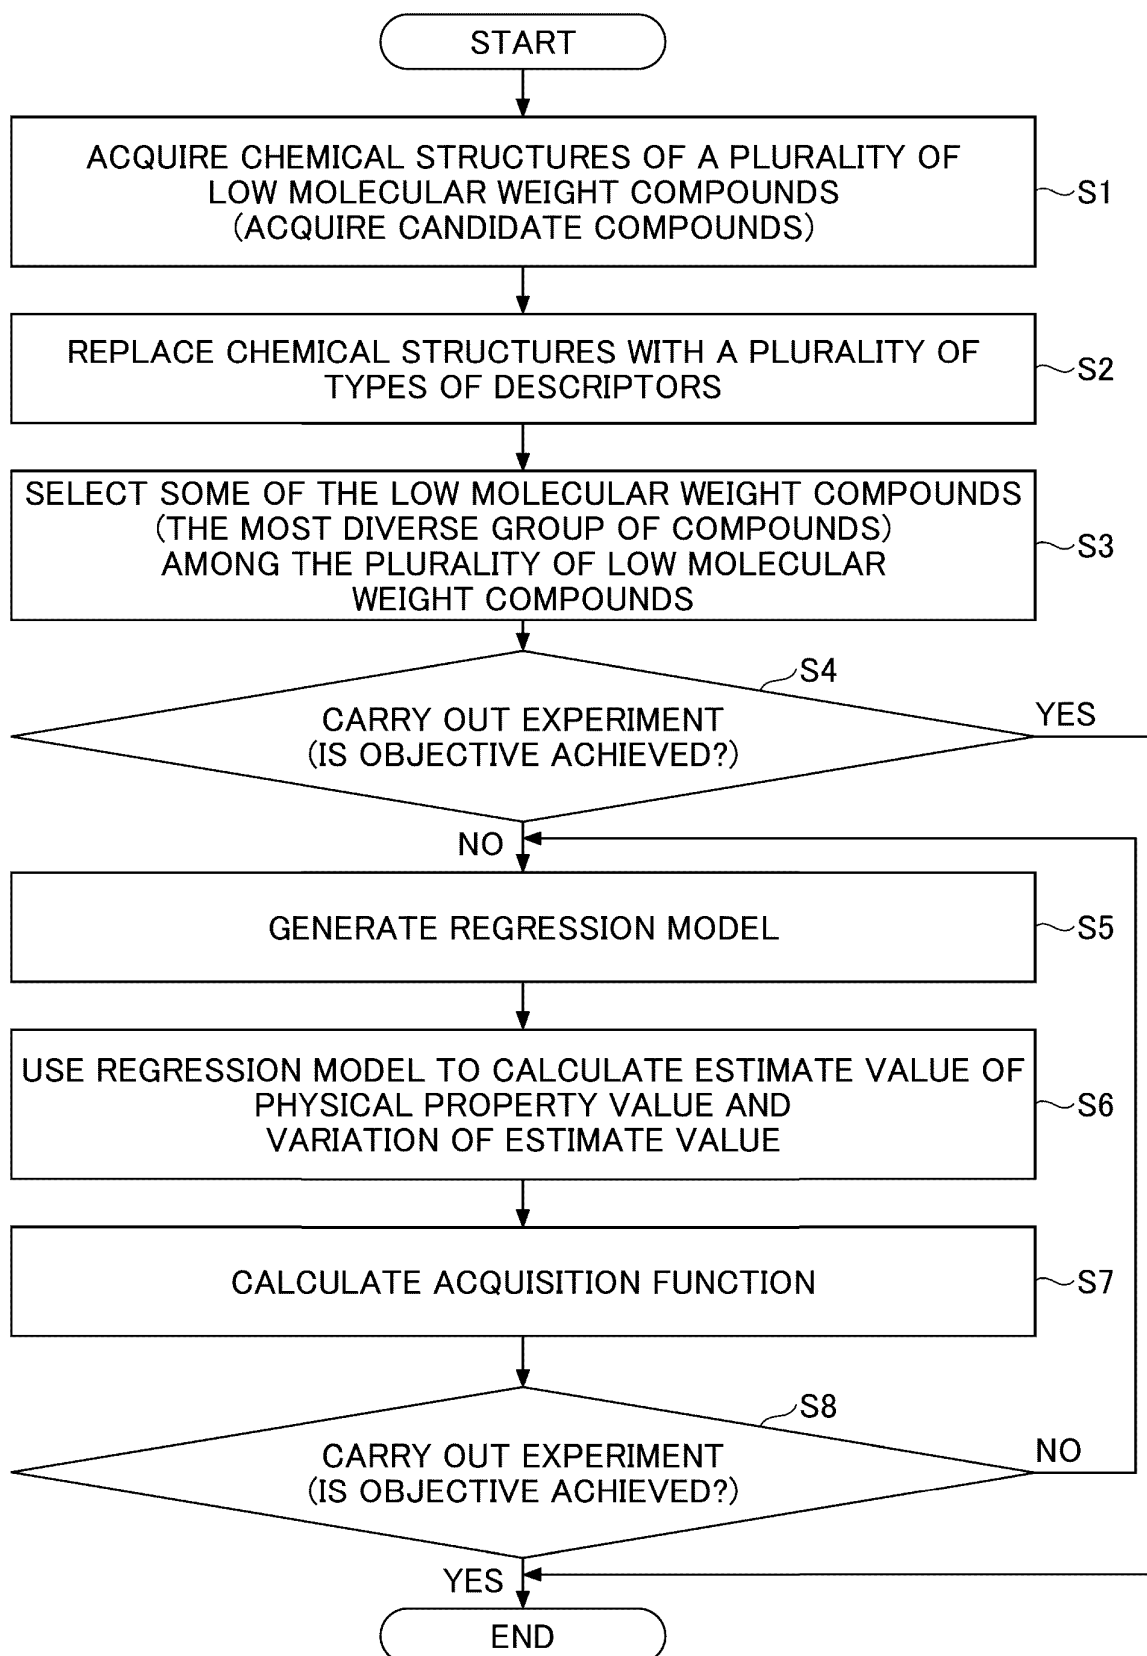 START
ACQUIRE CHEMICAL STRUCTURES OF A PLURALITY OF
LOW MOLECULAR WEIGHT COMPOUNDS
(ACQUIRE CANDIDATE COMPOUNDS)
S1
REPLACE CHEMICAL STRUCTURES WITH A PLURALITY OF
TYPES OF DESCRIPTORS
S2
SELECT SOME OF THE LOW MOLECULAR WEIGHT COMPOUNDS
(THE MOST DIVERSE GROUP OF COMPOUNDS)
AMONG THE PLURALITY OF LOW MOLECULAR
WEIGHT COMPOUNDS
S3
S4
CARRY OUT EXPERIMENT
(IS OBJECTIVE ACHIEVED?)
YES
NO
GENERATE REGRESSION MODEL
S5
USE REGRESSION MODEL TO CALCULATE ESTIMATE VALUE OF
PHYSICAL PROPERTY VALUE AND
VARIATION OF ESTIMATE VALUE
S6
CALCULATE ACQUISITION FUNCTION
S7
S8
CARRY OUT EXPERIMENT
(IS OBJECTIVE ACHIEVED?)
NO
YES
END